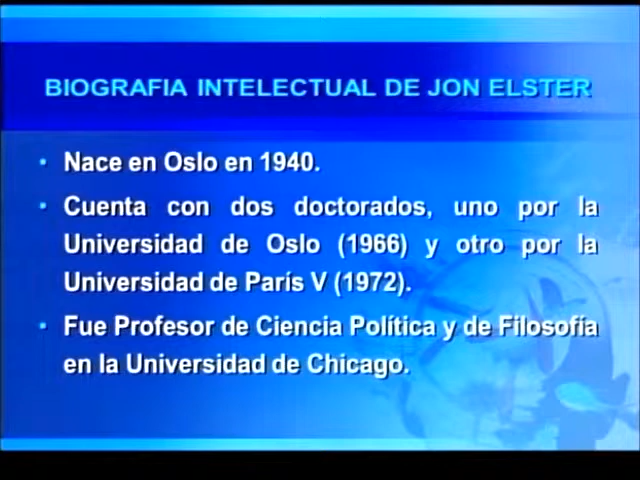 BIOGRAFIA INTELECTUAL DE JON ELSTER
• Nace en Oslo en 1940.
• Cuenta con dos doctorados, uno por la
Universidad de Oslo (1966) y otro por la
Universidad de París V (1972).
• Fue Profesor de Ciencia Política y de Filosofía
en la Universidad de Chicago.